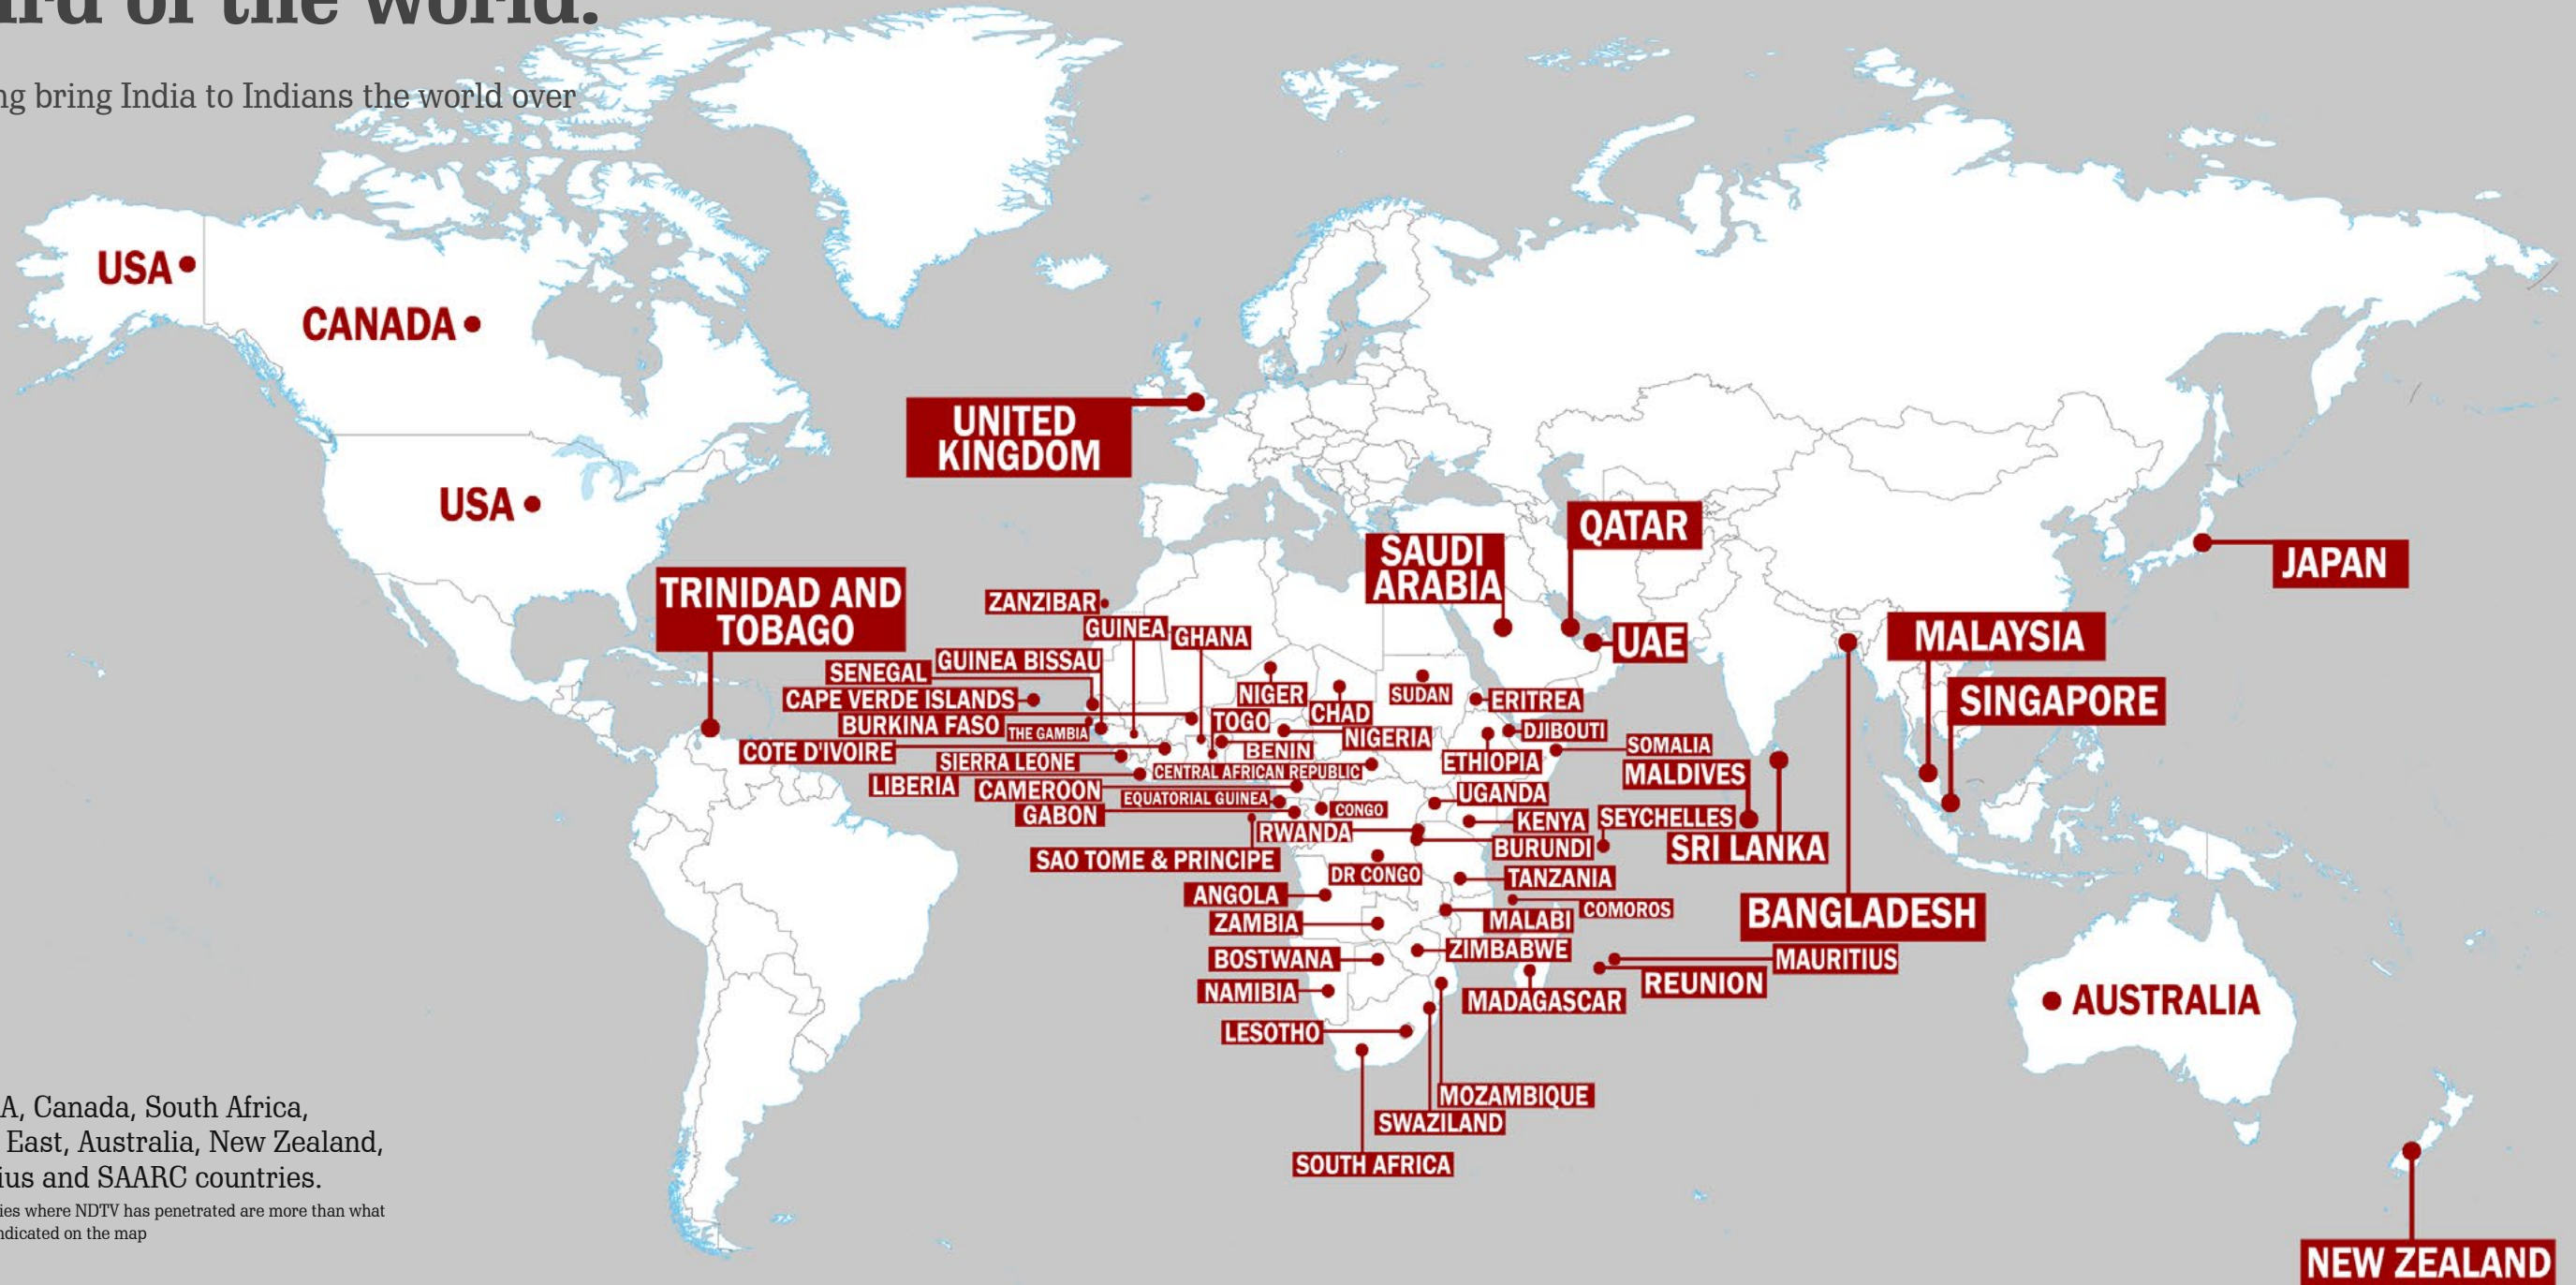 ird of the world.
ng bring India to Indians the world over
USA
CANADA
UNITED
KINGDOM
USA
QATAR
SAUDI
ARABIA
JAPAN
TRINIDAD AND
TOBAGO
ZANZIBAR
GUINEA
GHANA
UAE
MALAYSIA
GUINEA BISSAU
SENEGAL
CAPE VERDE ISLANDS
NIGER
SUDAN
ERITREA
SINGAPORE
BURKINA FASO
THE GAMBIA
TOGO
CHAD
DJIBOUTI
COTE D'IVOIRE
BENIN
NIGERIA
SOMALIA
SIERRA LEONE
CENTRAL AFRICAN REPUBLIC
ETHIOPIA
MALDIVES
LIBERIA
CAMEROON
EQUATORIAL GUINEA
UGANDA
GABON
CONGO
KENYA
SEYCHELLES
RWANDA
BURUNDI
SRI LANKA
SAO TOME & PRINCIPE
DR CONGO
TANZANIA
ANGOLA
COMOROS
BANGLADESH
ZAMBIA
MALABI
BOSTWANA
ZIMBABWE
MAURITIUS
NAMIBIA
MADAGASCAR
REUNION
AUSTRALIA
LESOTHO
MOZAMBIQUE
SWAZILAND
SOUTH AFRICA
A, Canada, South Africa,
East, Australia, New Zealand,
ius and SAARC countries.
ies where NDTV has penetrated are more than what
ndicated on the map
NEW ZEALAND